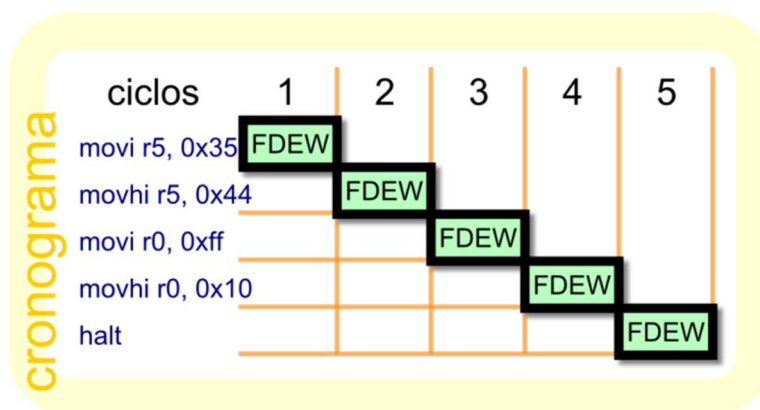 cronograma
ciclos 1 2 3 4 5
movi r5, 0x35 FDEW
movhi r5, 0x44 FDEW
movi r0, 0xff FDEW
movhi r0, 0x10 FDEW
halt FDEW